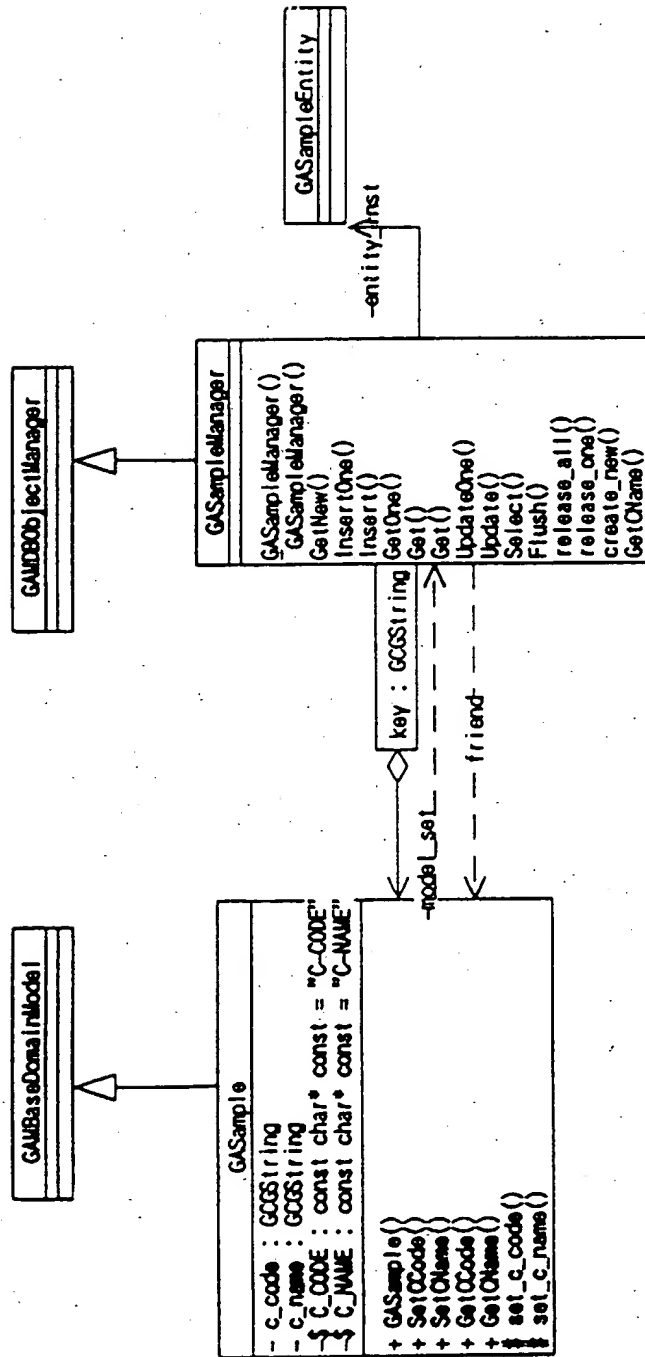 GAMBaseDomainModel
GAMDBObjectManager
GASample
- c_code : GCGString
- c_name : GCGString
-$ C_CODE : const char* const = "C-CODE"
-$ C_NAME : const char* const = "C-NAME"
+ GASample()
+ SetCCode()
+ SetCName()
+ GetCCode()
+ GetCName()
# set_c_code()
# set_c_name()
key : GCGString
-model_set
friend
GASampleManager
GASampleManager()
GASampleManager()
GetNew()
InsertOne()
Insert()
GetOne()
Get()
Get()
UpdateOne()
Update()
Select()
Flush()
release_all()
release_one()
create_new()
GetCName()
-entity_inst
GASampleEntity